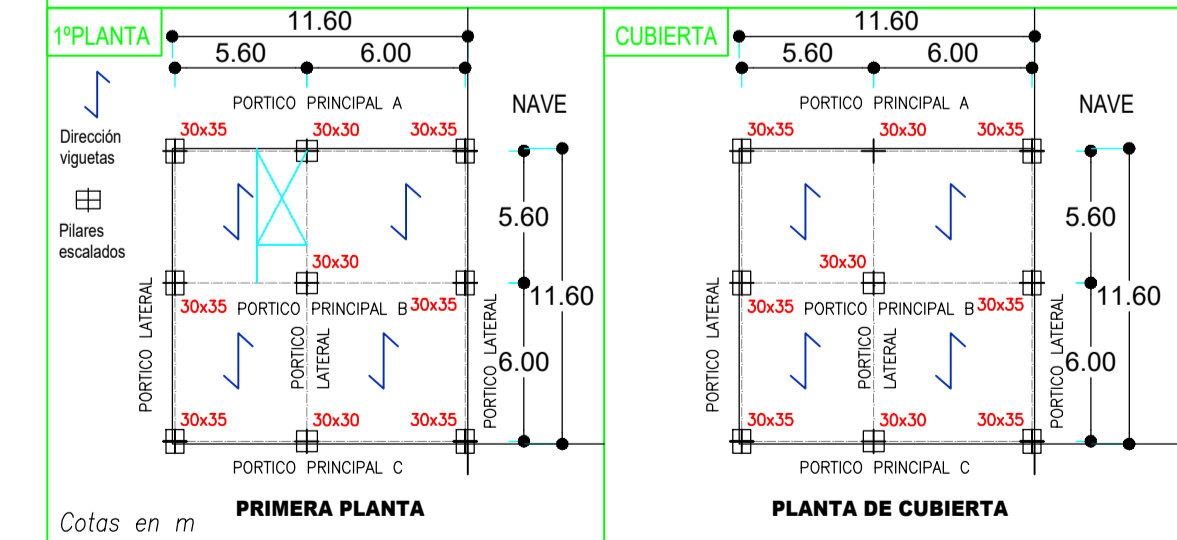 1ºPLANTA
11.60
5.60 6.00
PORTICO PRINCIPAL A
NAVE
Dirección
viguetas
Pilares
escalados
30x35 30x30 30x35
5.60
30x30
11.60
30x35 PORTICO PRINCIPAL B 30x35
PORTICO LATERAL
PORTICO
LATERAL
PORTICO LATERAL
6.00
30x35 30x30 30x35
PORTICO PRINCIPAL C
PRIMERA PLANTA
Cotas en m
CUBIERTA
11.60
5.60 6.00
PORTICO PRINCIPAL A
NAVE
30x35 30x30 30x35
5.60
30x30
11.60
30x35 PORTICO PRINCIPAL B 30x35
PORTICO LATERAL
PORTICO
LATERAL
PORTICO LATERAL
6.00
30x35 30x30 30x35
PORTICO PRINCIPAL C
PLANTA DE CUBIERTA